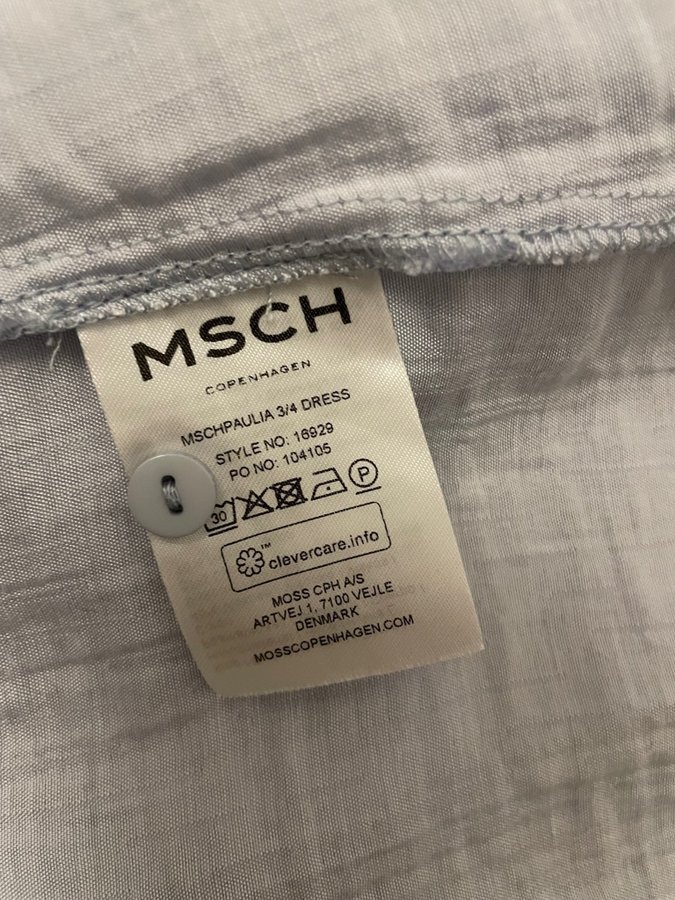 MSCH
COPENHAGEN
MSCHPAULIA 3/4 DRESS
STYLE NO: 16929
PO NO: 104105
30 P
clevercare.info™
MOSS CPH A/S
ARTVEJ 1, 7100 VEJLE
DENMARK
MOSSCOPENHAGEN.COM